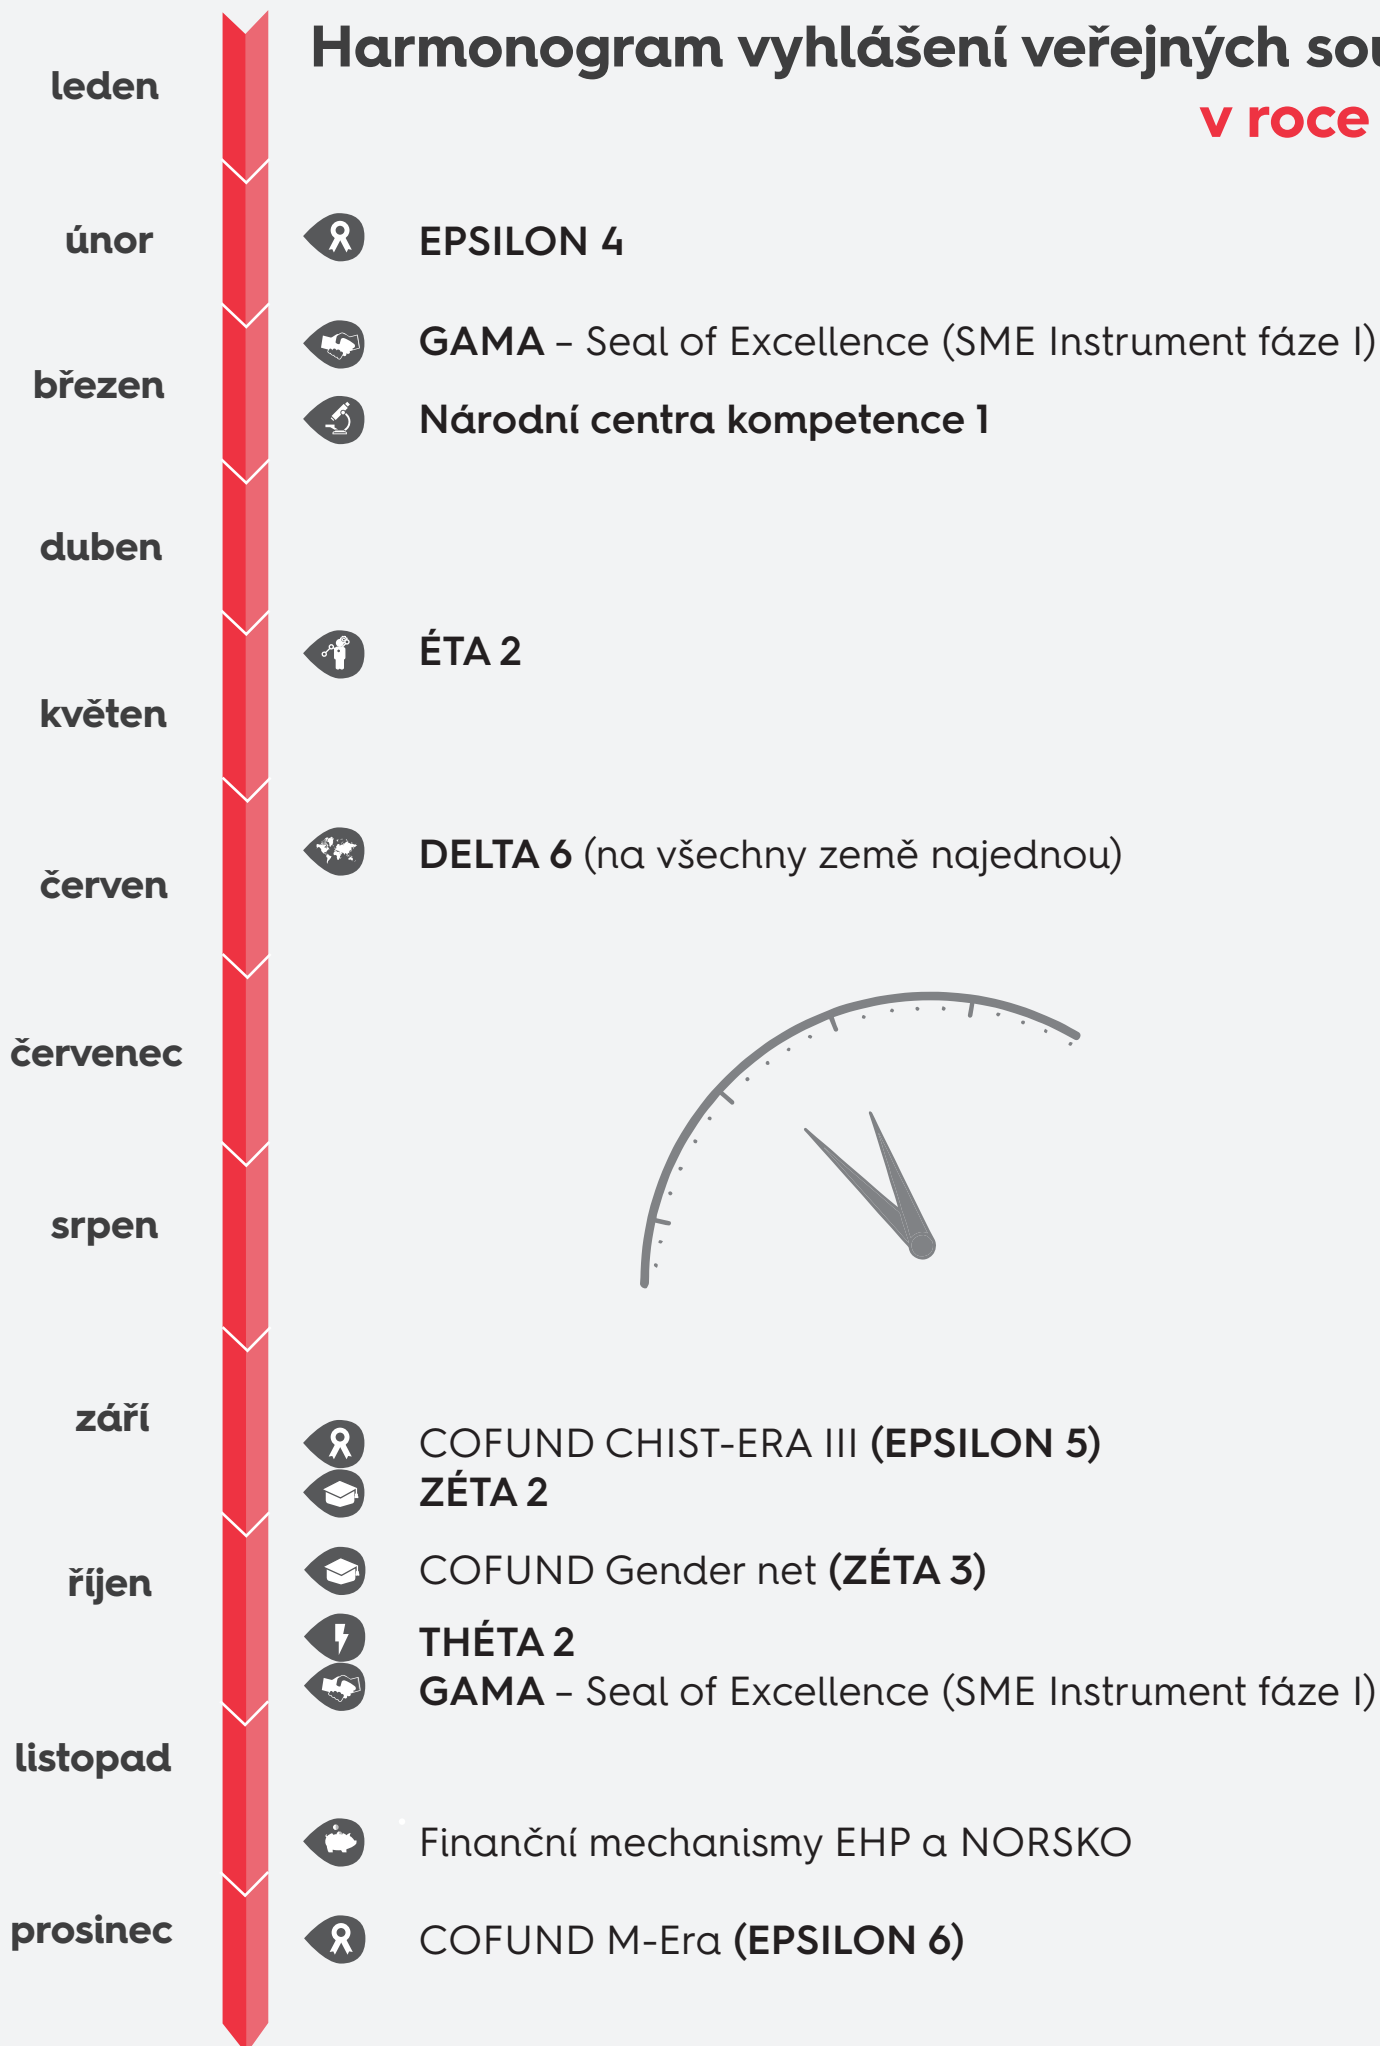 Harmonogram vyhlášení veřejných
v roce
leden
únor
EPSILON 4
GAMA – Seal of Excellence (SME Instrument fáze I)
březen
Národní centra kompetence 1
duben
ÉTA 2
květen
DELTA 6 (na všechny země najednou)
červen
červenec
srpen
září
COFUND CHIST-ERA III (EPSILON 5)
ZÉTA 2
říjen
COFUND Gender net (ZÉTA 3)
THÉTA 2
GAMA – Seal of Excellence (SME Instrument fáze I)
listopad
Finanční mechanismy EHP a NORSKO
prosinec
COFUND M-Era (EPSILON 6)